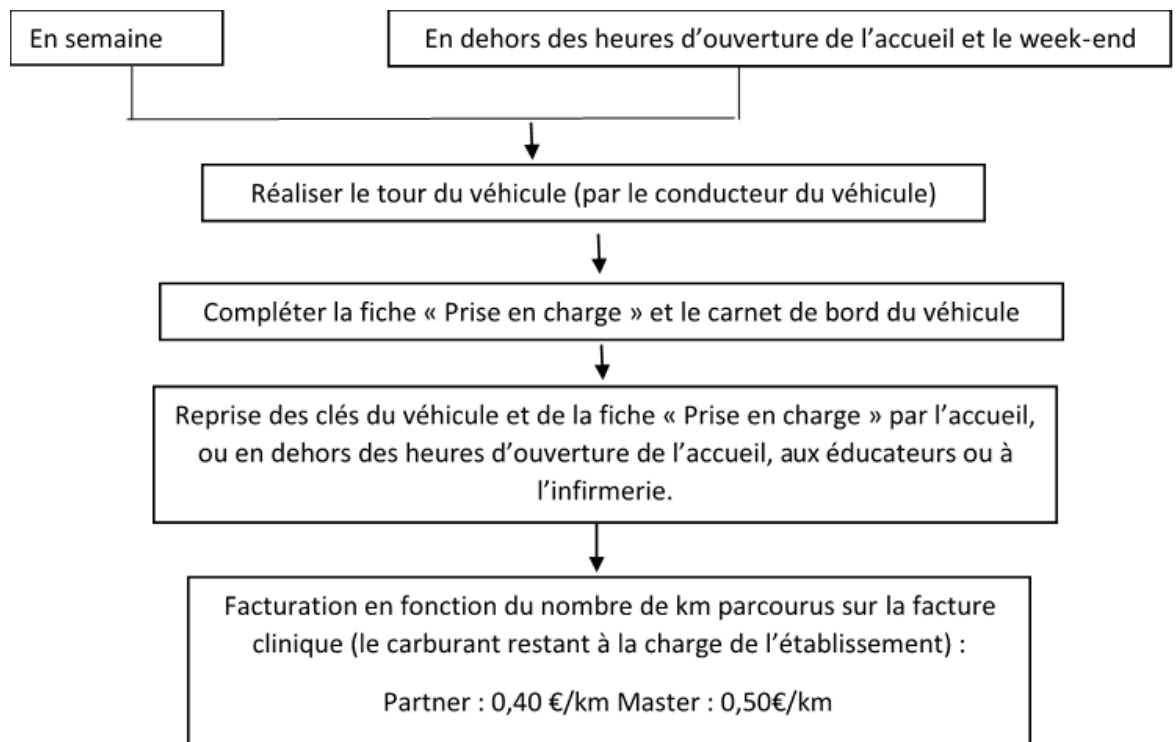 En semaine
En dehors des heures d’ouverture de l’accueil et le week-end
Réaliser le tour du véhicule (par le conducteur du véhicule)
Compléter la fiche « Prise en charge » et le carnet de bord du véhicule
Reprise des clés du véhicule et de la fiche « Prise en charge » par l’accueil,
ou en dehors des heures d’ouverture de l’accueil, aux éducateurs ou à
l’infirmerie.
Facturation en fonction du nombre de km parcourus sur la facture
clinique (le carburant restant à la charge de l’établissement) :
Partner : 0,40 €/km Master : 0,50€/km